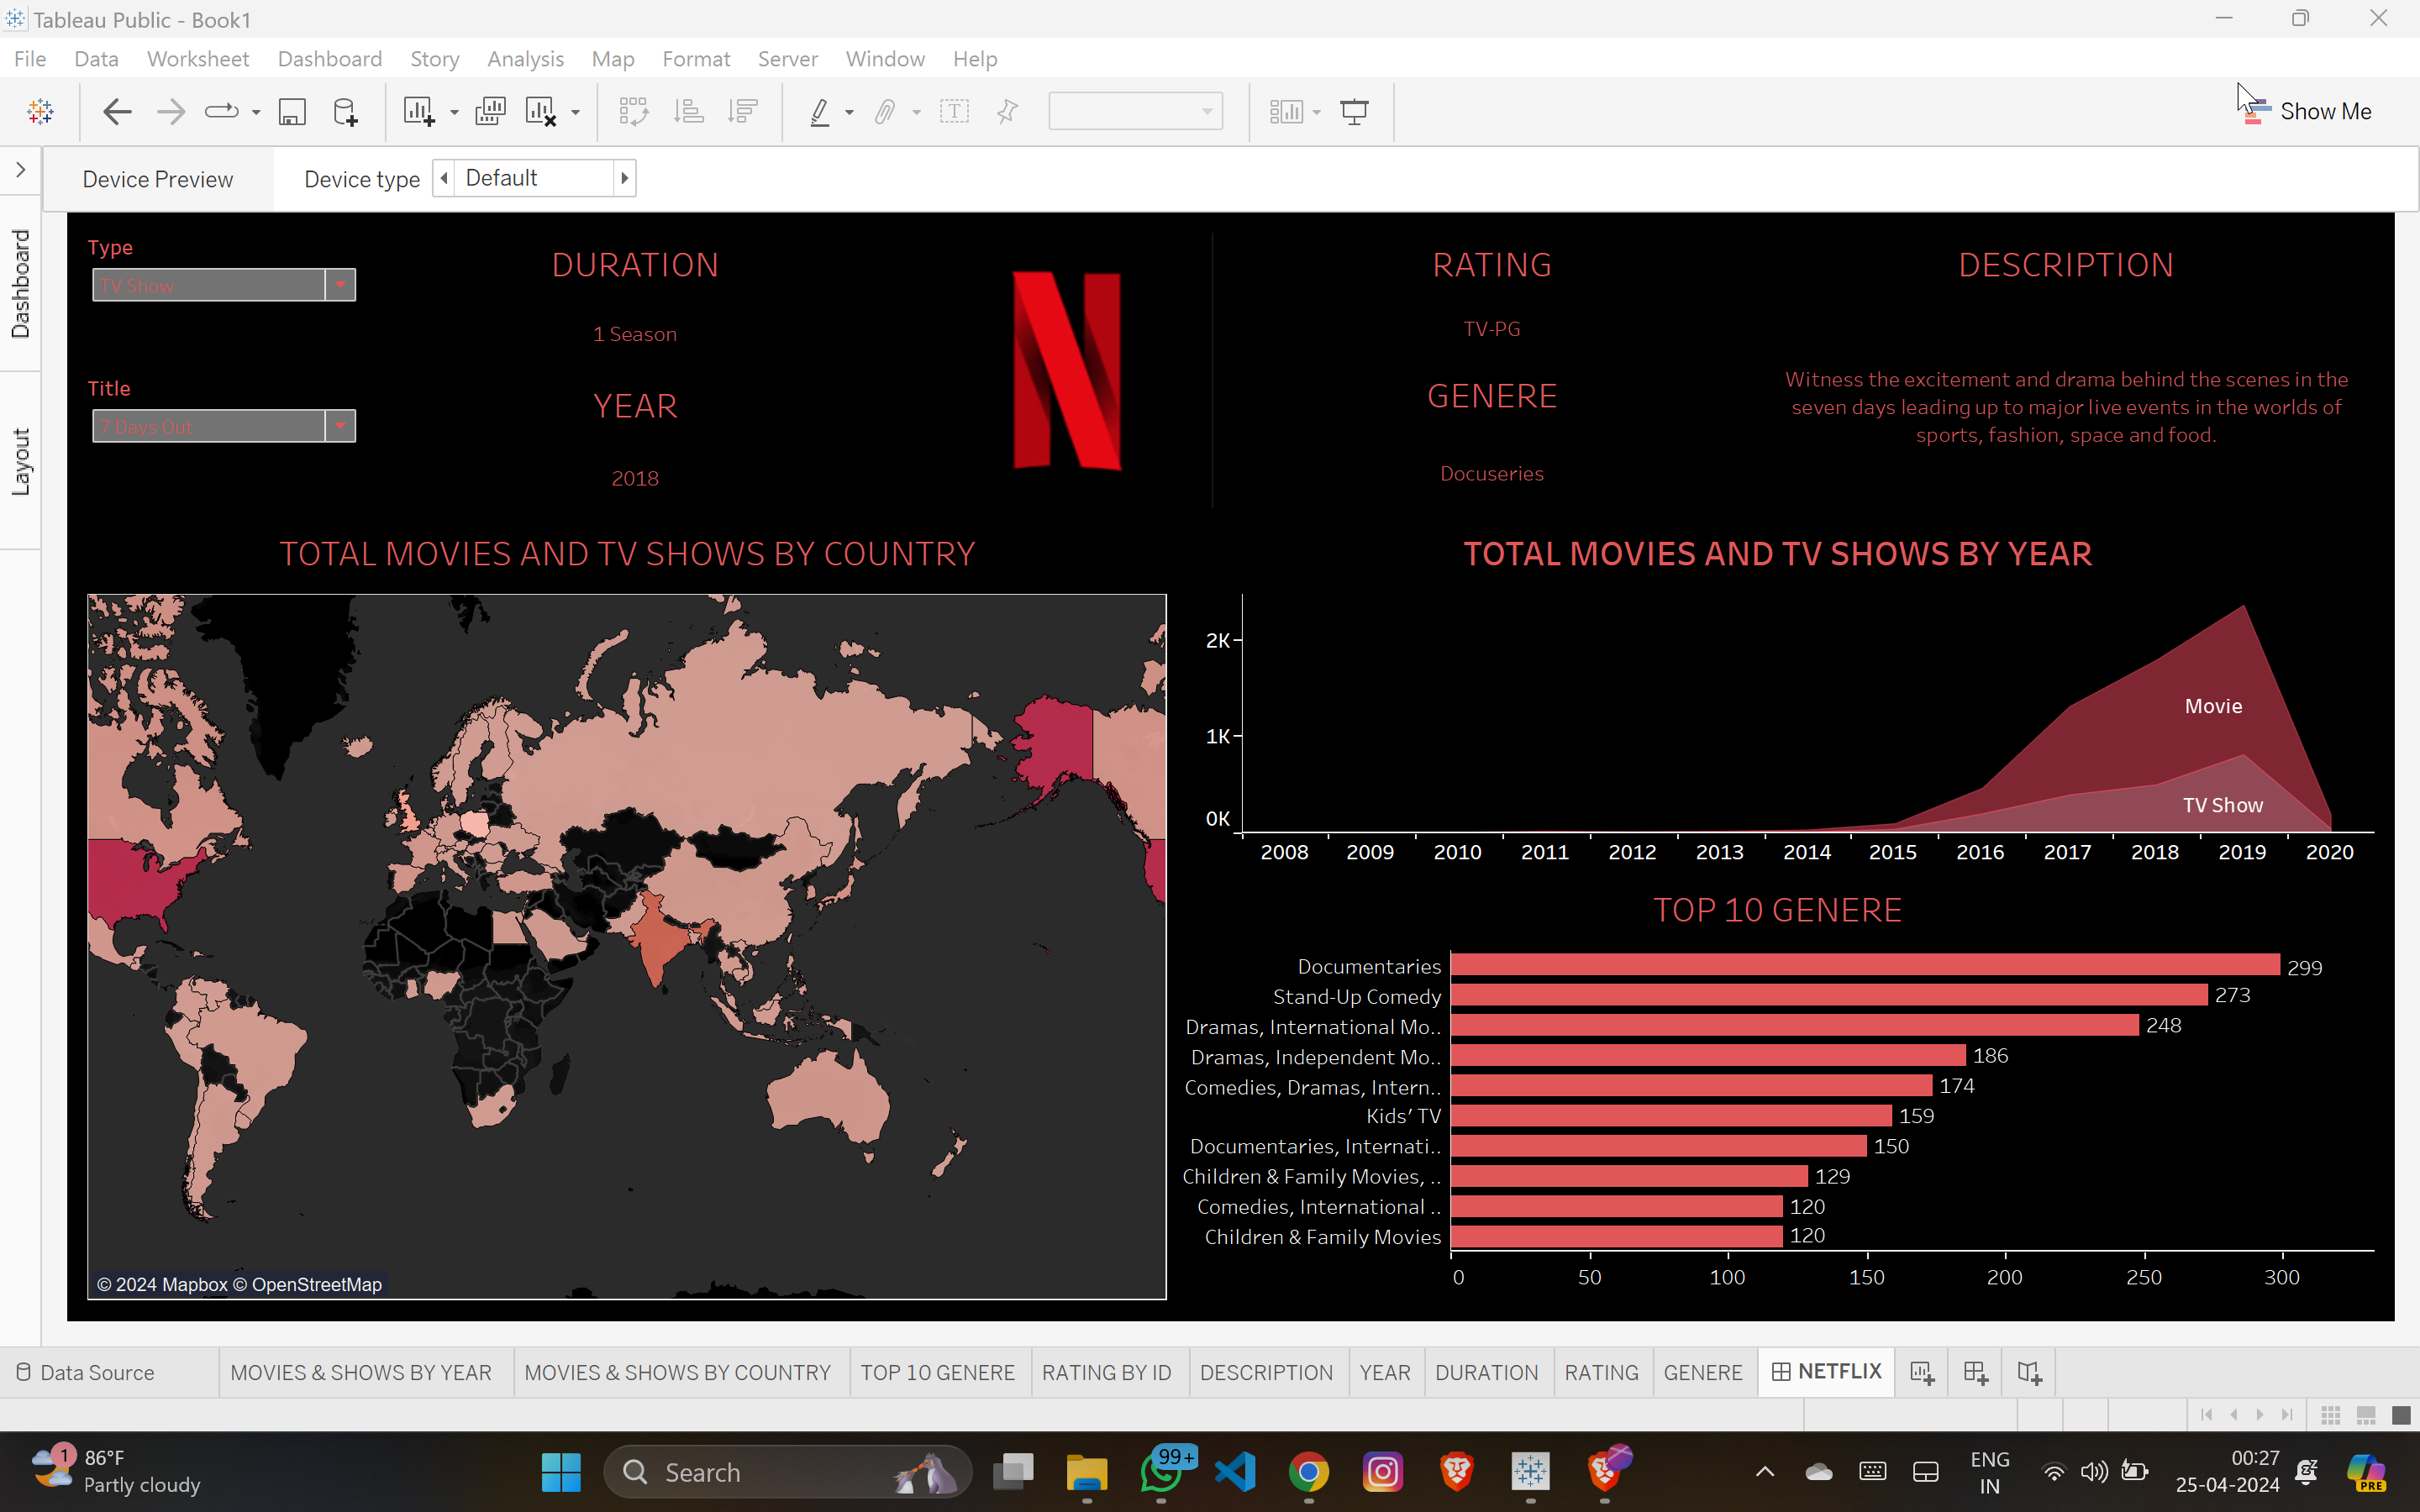 Tableau Public - Book1
File Data Worksheet Dashboard Story Analysis Map Format Server Window Help
Show Me
Device Preview Device type Default
Dashboard
Layout
Type
TV Show
Title
7 Days Out
DURATION
1 Season
YEAR
2018
RATING
TV-PG
GENERE
Docuseries
DESCRIPTION
Witness the excitement and drama behind the scenes in the
seven days leading up to major live events in the worlds of
sports, fashion, space and food.
TOTAL MOVIES AND TV SHOWS BY COUNTRY
© 2024 Mapbox © OpenStreetMap
TOTAL MOVIES AND TV SHOWS BY YEAR
2K
1K
0K
Movie
TV Show
2008 2009 2010 2011 2012 2013 2014 2015 2016 2017 2018 2019 2020
TOP 10 GENERE
Documentaries 299
Stand-Up Comedy 273
Dramas, International Mo.. 248
Dramas, Independent Mo.. 186
Comedies, Dramas, Intern.. 174
Kids' TV 159
Documentaries, Internati.. 150
Children & Family Movies, .. 129
Comedies, International .. 120
Children & Family Movies 120
0 50 100 150 200 250 300
Data Source MOVIES & SHOWS BY YEAR MOVIES & SHOWS BY COUNTRY TOP 10 GENERE RATING BY ID DESCRIPTION YEAR DURATION RATING GENERE NETFLIX
1
86°F
Partly cloudy
Search
99+
ENG
IN
00:27
25-04-2024
PRE